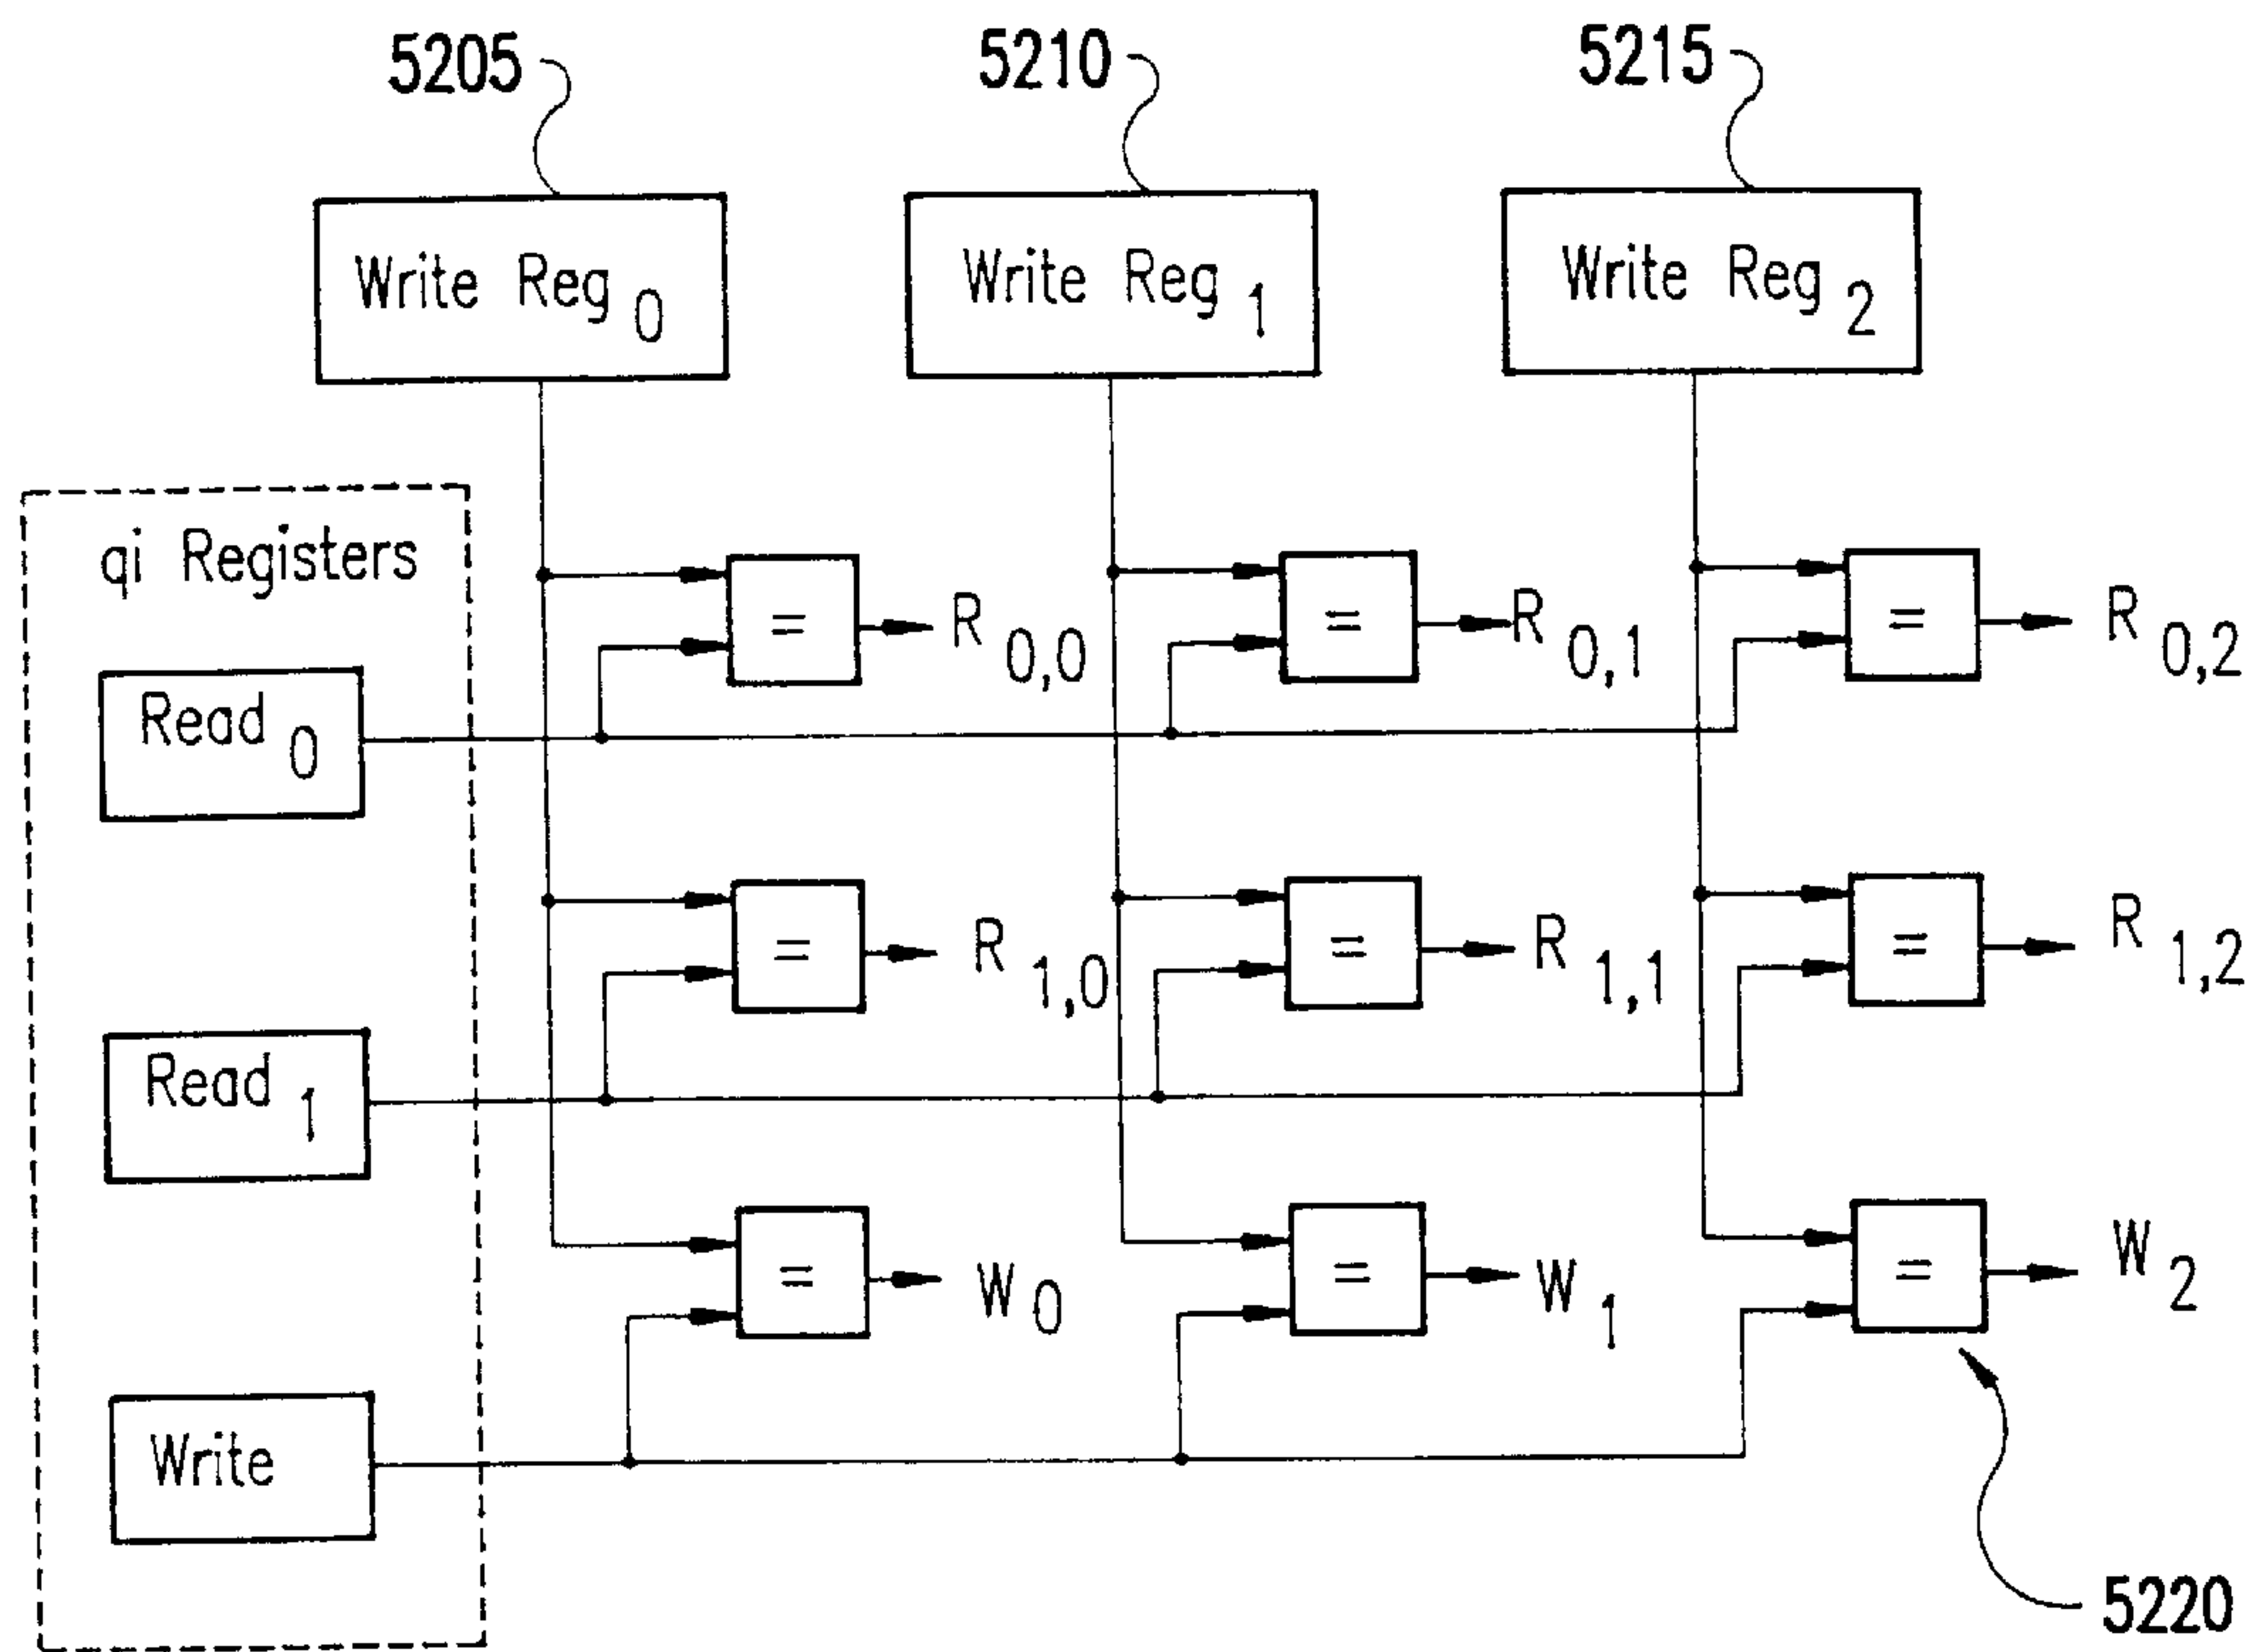 5205 5210 5215
Write Reg 0 Write Reg 1 Write Reg 2
qi Registers
= R 0,0 = R 0,1 = R 0,2
Read 0
= R 1,0 = R 1,1 = R 1,2
Read 1
= W 0 = W 1 = W 2
Write
5220